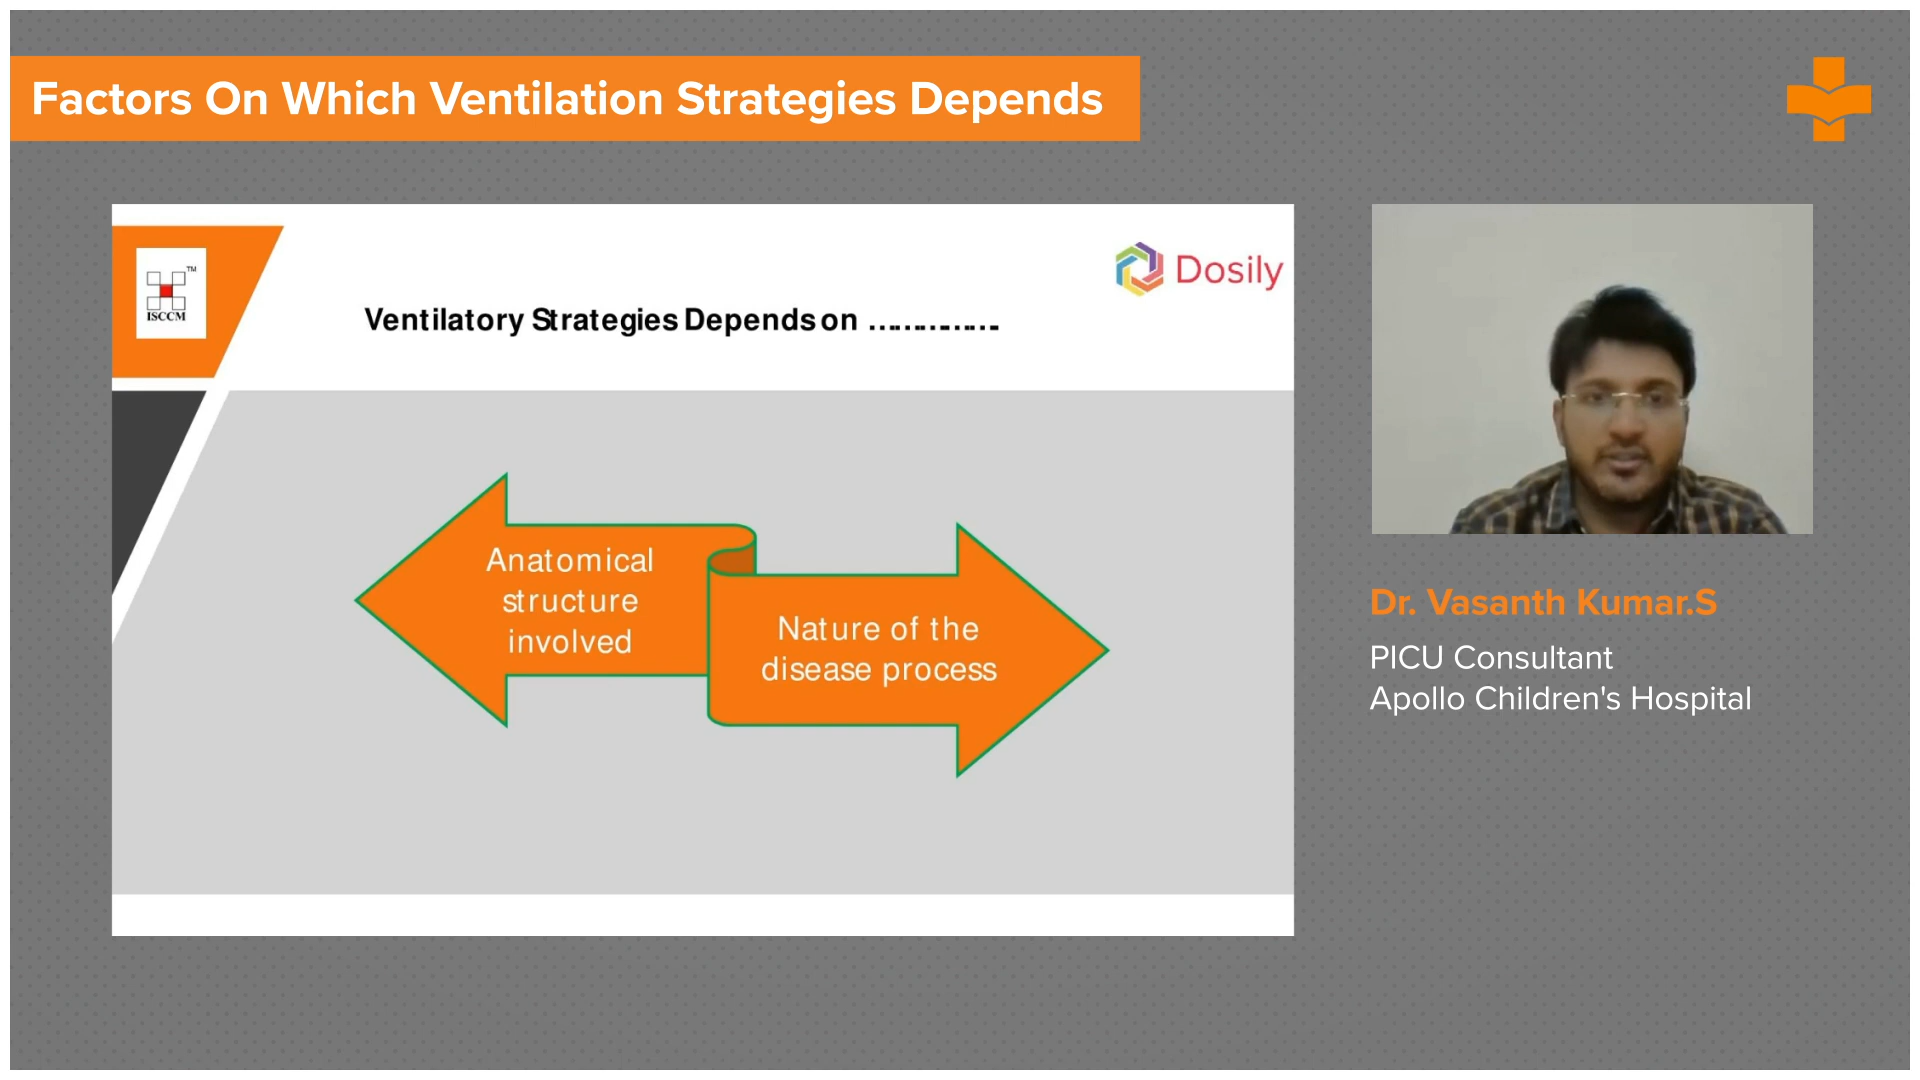 Factors On Which Ventilation Strategies Depends
TM
ISCCM
Dosily
Ventilatory Strategies Depends on ................
Anatomical
structure
involved
Nature of the
disease process
Dr. Vasanth Kumar.S
PICU Consultant
Apollo Children's Hospital